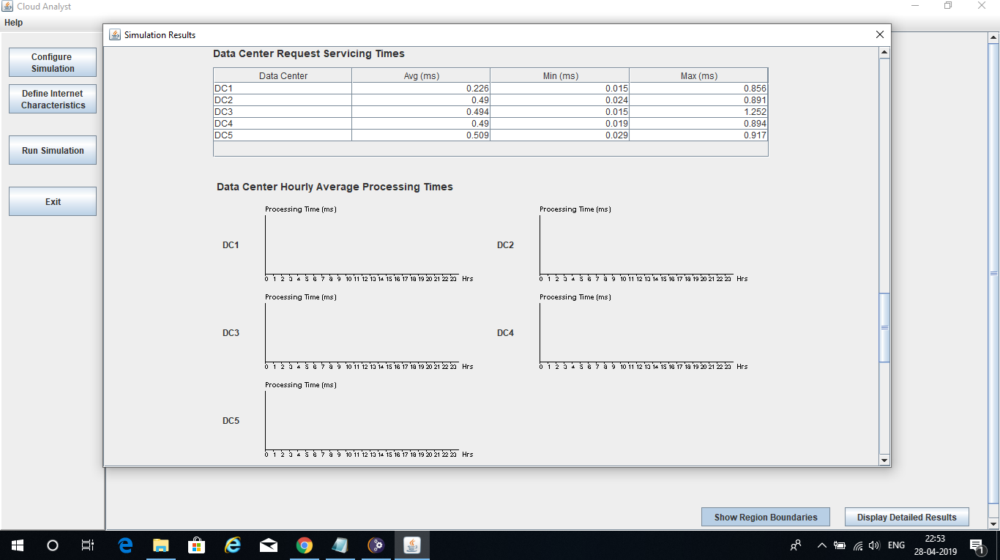 Cloud Analyst
Help
Configure
Simulation
Define Internet
Characteristics
Run Simulation
Exit
Simulation Results
Data Center Request Servicing Times
Data Center Avg (ms) Min (ms) Max (ms)
DC1 0.226 0.015 0.856
DC2 0.49 0.024 0.891
DC3 0.494 0.015 1.252
DC4 0.49 0.019 0.894
DC5 0.509 0.029 0.917
Data Center Hourly Average Processing Times
Processing Time (ms)
DC1
0 1 2 3 4 5 6 7 8 9 10 11 12 13 14 15 16 17 18 19 20 21 22 23 Hrs
Processing Time (ms)
DC2
0 1 2 3 4 5 6 7 8 9 10 11 12 13 14 15 16 17 18 19 20 21 22 23 Hrs
Processing Time (ms)
DC3
0 1 2 3 4 5 6 7 8 9 10 11 12 13 14 15 16 17 18 19 20 21 22 23 Hrs
Processing Time (ms)
DC4
0 1 2 3 4 5 6 7 8 9 10 11 12 13 14 15 16 17 18 19 20 21 22 23 Hrs
Processing Time (ms)
DC5
0 1 2 3 4 5 6 7 8 9 10 11 12 13 14 15 16 17 18 19 20 21 22 23 Hrs
Show Region Boundaries
Display Detailed Results
ENG
22:53
28-04-2019
1